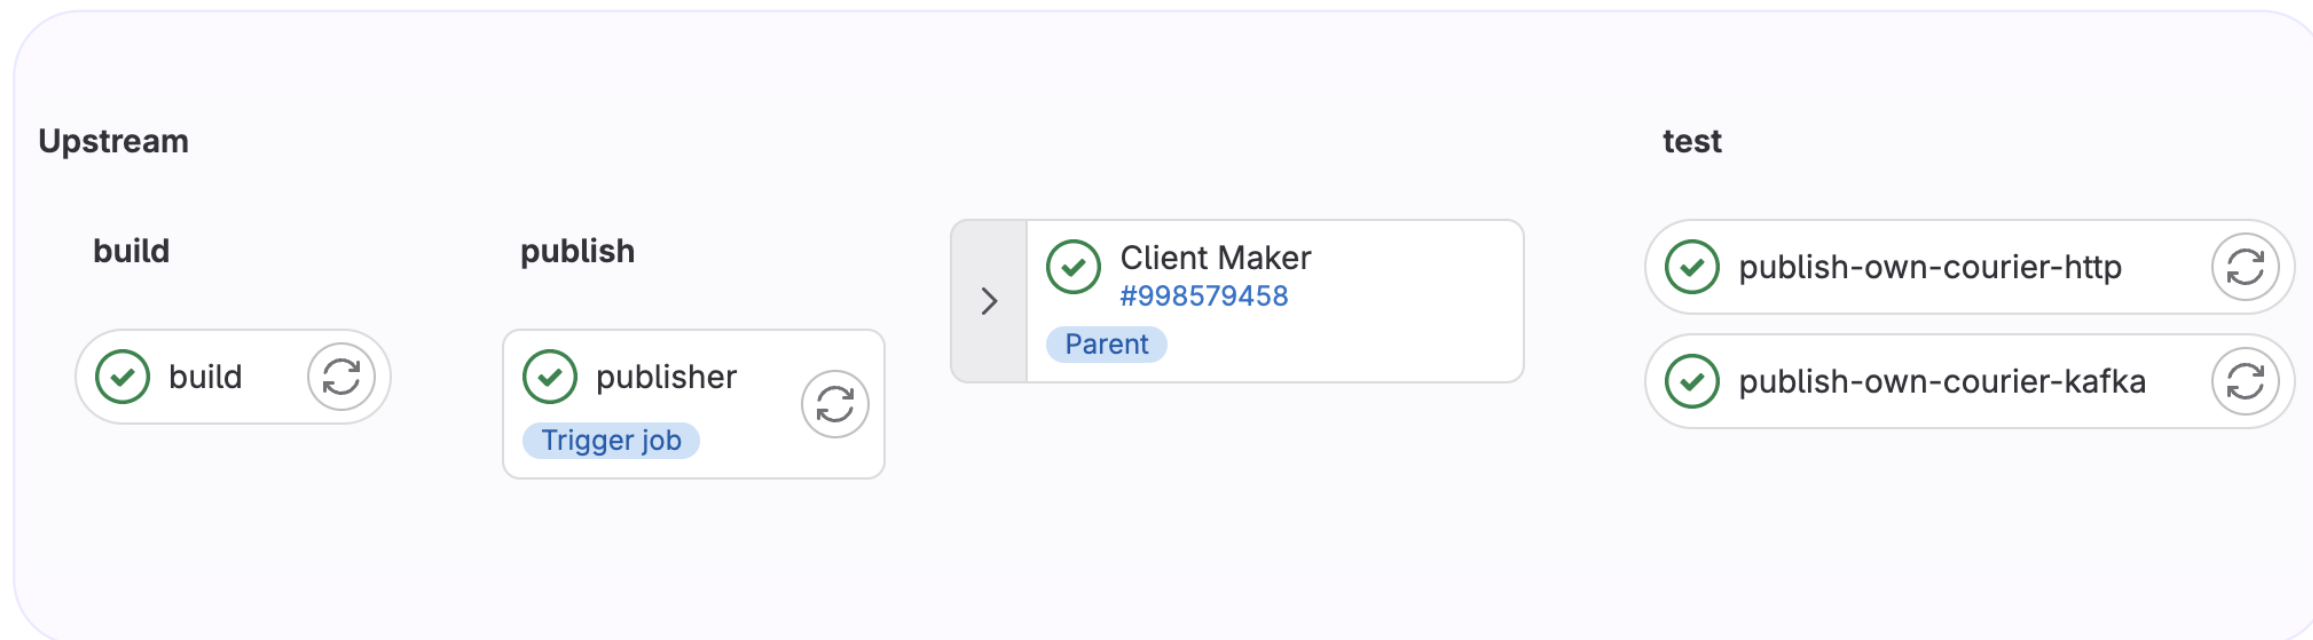 Upstream
build
build
publish
publisher
Trigger job
Client Maker
#998579458
Parent
test
publish-own-courier-http
publish-own-courier-kafka